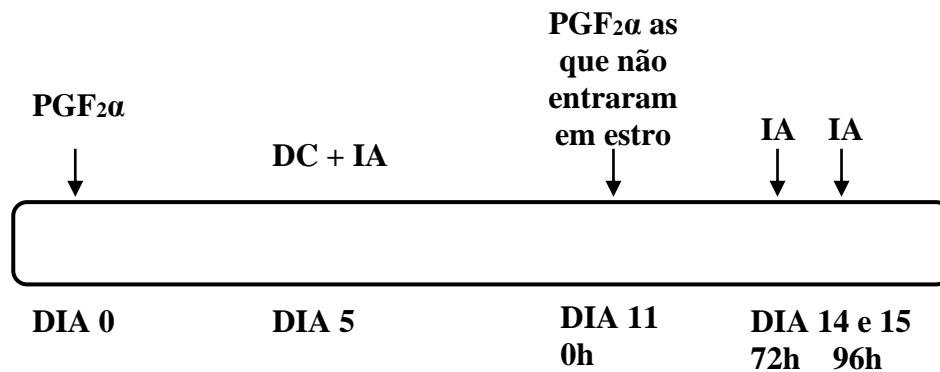 PGF₂α
DC + IA
PGF₂α as
que não
entraram
em estro
IA IA
DIA 0
DIA 5
DIA 11
0h
DIA 14 e 15
72h 96h